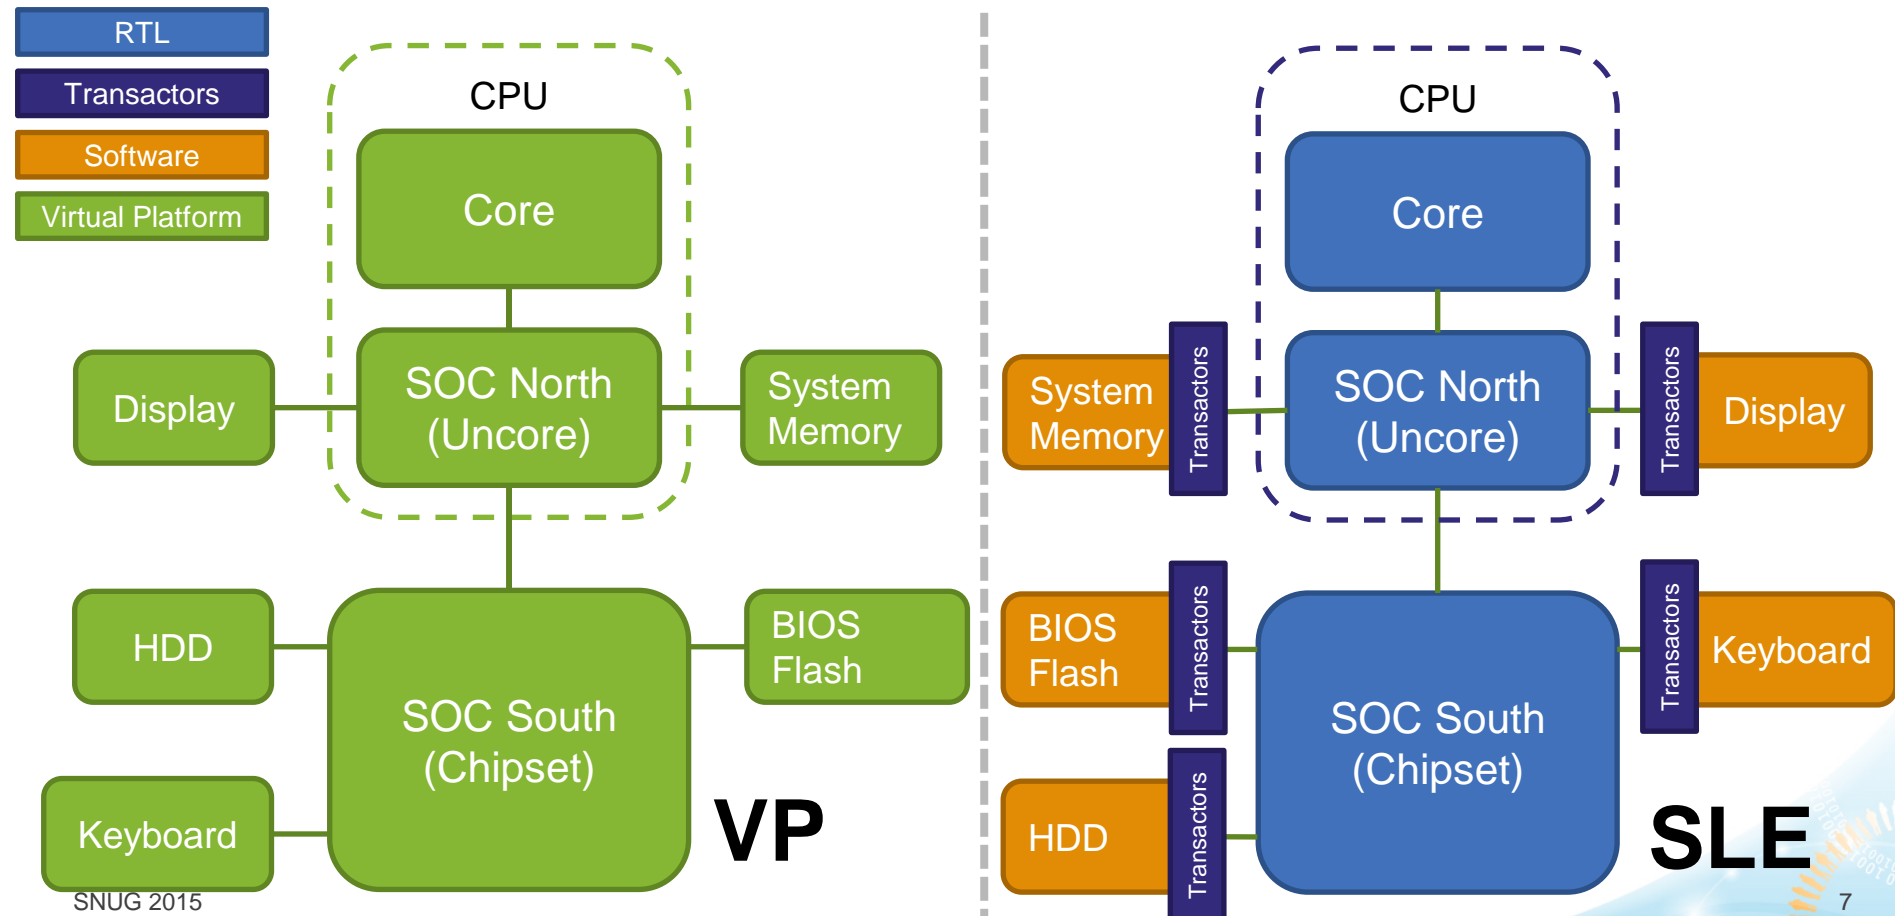 RTL
Transactors
Software
Virtual Platform
CPU
Core
SOC North
(Uncore)
Display
System
Memory
HDD
BIOS
Flash
SOC South
(Chipset)
Keyboard
VP
SNUG 2015
CPU
Core
System
Memory
Transactors
SOC North
(Uncore)
Transactors
Display
BIOS
Flash
Transactors
SOC South
(Chipset)
Transactors
Keyboard
HDD
Transactors
SLE
7